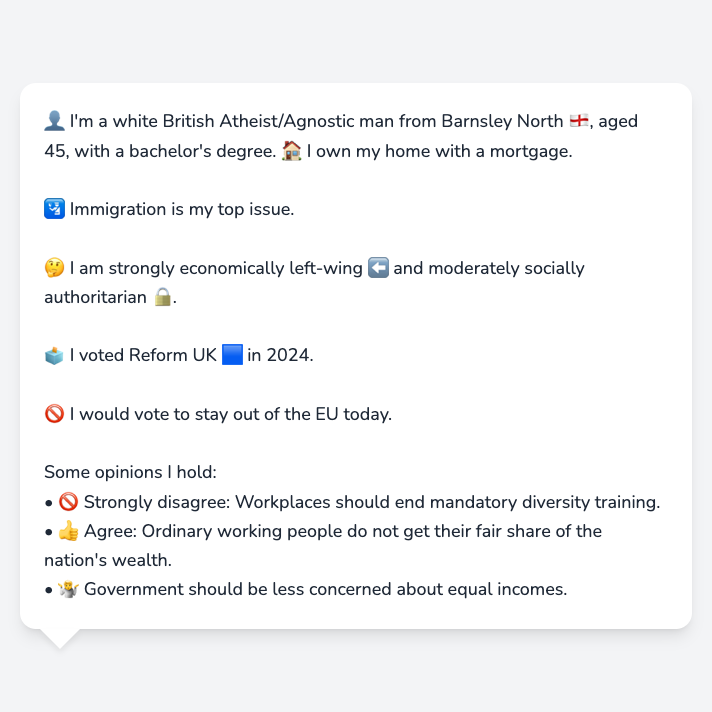 👤 I'm a white British Atheist/Agnostic man from Barnsley North 🏴󠁧󠁢󠁥󠁮󠁧󠁿, aged
45, with a bachelor's degree. 🏠 I own my home with a mortgage.
🛂 Immigration is my top issue.
🤔 I am strongly economically left-wing ⬅️ and moderately socially
authoritarian 🔒.
🗳️ I voted Reform UK 🟦 in 2024.
🚫 I would vote to stay out of the EU today.
Some opinions I hold:
• 🚫 Strongly disagree: Workplaces should end mandatory diversity training.
• 👍 Agree: Ordinary working people do not get their fair share of the
nation's wealth.
• 🤷 Government should be less concerned about equal incomes.